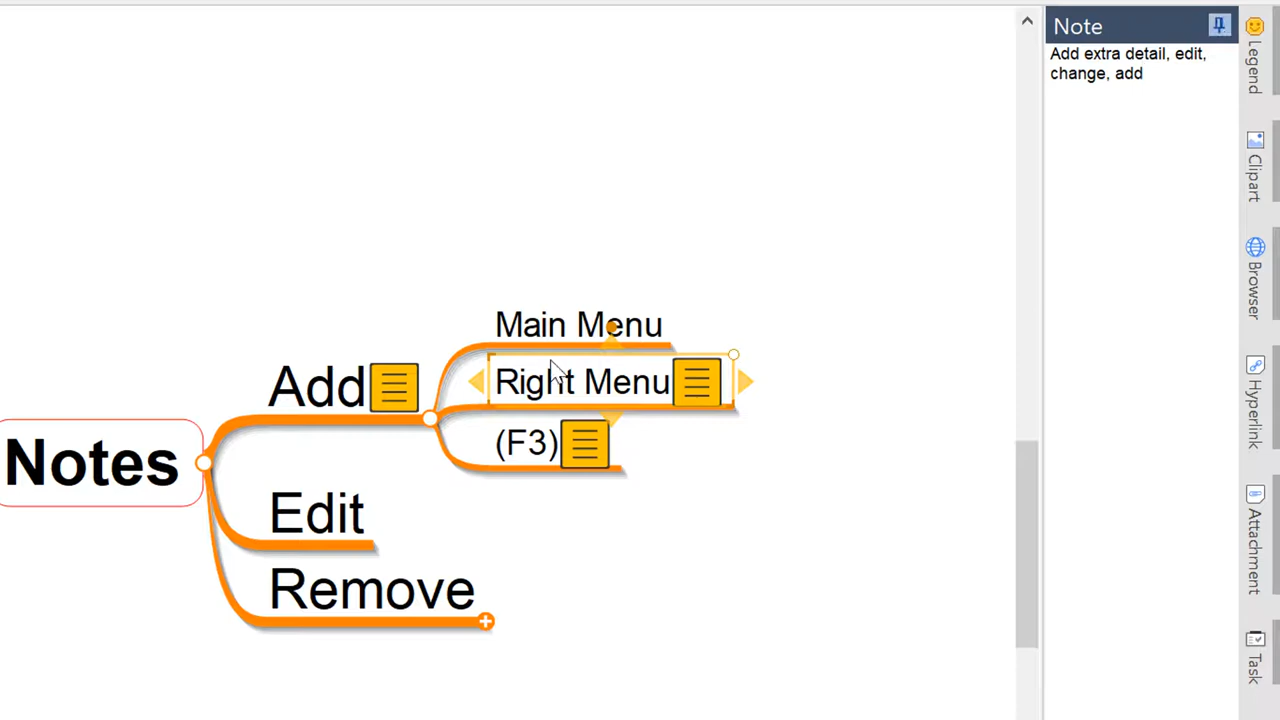 Note
Add extra detail, edit,
change, add
Legend
Clipart
Browser
Hyperlink
Attachment
Task
Notes
Add
Main Menu
Right Menu
(F3)
Edit
Remove